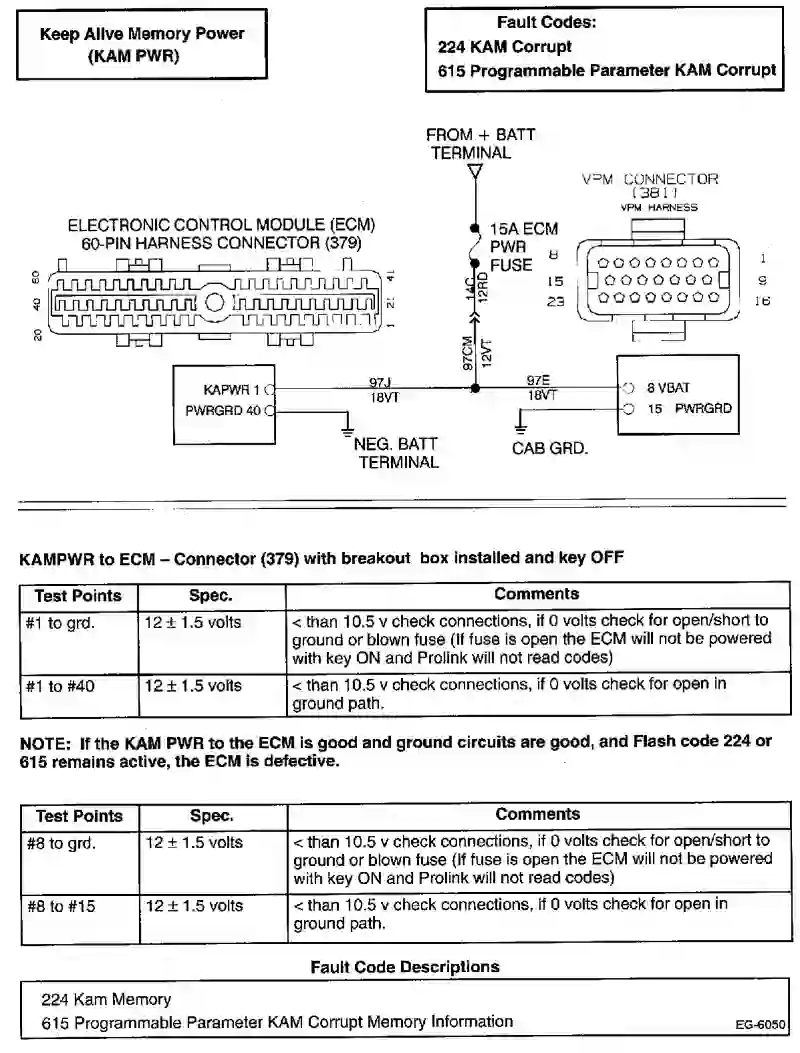 Keep Alive Memory Power
(KAM PWR)
Fault Codes:
224 KAM Corrupt
615 Programmable Parameter KAM Corrupt
FROM + BATT
TERMINAL
15A ECM
PWR
FUSE
14C
12RD
97CM
12VT
VPM CONNECTOR
(381)
VPM HARNESS
8
1
15
9
23
16
ELECTRONIC CONTROL MODULE (ECM)
60-PIN HARNESS CONNECTOR (379)
60
41
40
21
20
1
KAPWR 1
PWRGRD 40
97J
18VT
97E
18VT
8 VBAT
15 PWRGRD
NEG. BATT
TERMINAL
CAB GRD.
KAMPWR to ECM – Connector (379) with breakout box installed and key OFF
Test Points Spec. Comments
#1 to grd. 12 ± 1.5 volts < than 10.5 v check connections, if 0 volts check for open/short to
ground or blown fuse (If fuse is open the ECM will not be powered
with key ON and Prolink will not read codes)
#1 to #40 12 ± 1.5 volts < than 10.5 v check connections, if 0 volts check for open in
ground path.
NOTE: If the KAM PWR to the ECM is good and ground circuits are good, and Flash code 224 or
615 remains active, the ECM is defective.
Test Points Spec. Comments
#8 to grd. 12 ± 1.5 volts < than 10.5 v check connections, if 0 volts check for open/short to
ground or blown fuse (If fuse is open the ECM will not be powered
with key ON and Prolink will not read codes)
#8 to #15 12 ± 1.5 volts < than 10.5 v check connections, if 0 volts check for open in
ground path.
Fault Code Descriptions
224 Kam Memory
615 Programmable Parameter KAM Corrupt Memory Information
EG-6050